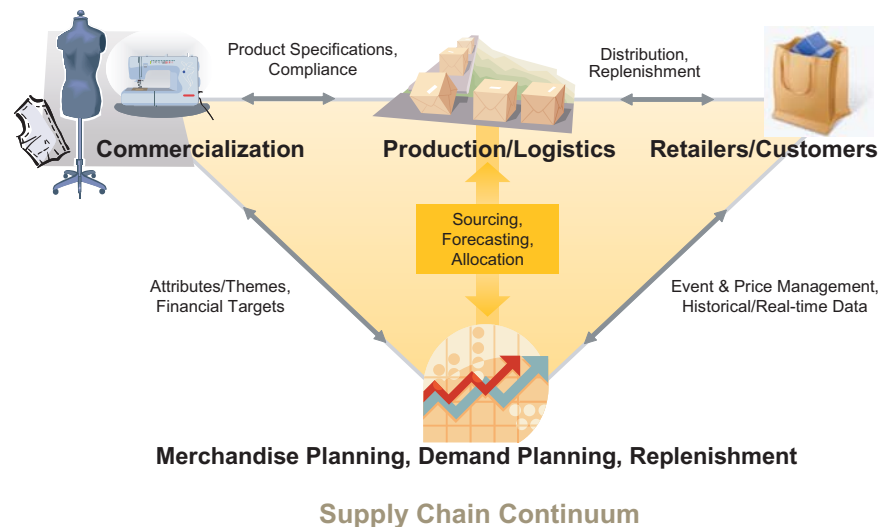 Product Specifications,
Compliance
Distribution,
Replenishment
Commercialization
Production/Logistics
Retailers/Customers
Sourcing,
Forecasting,
Allocation
Attributes/Themes,
Financial Targets
Event & Price Management,
Historical/Real-time Data
Merchandise Planning, Demand Planning, Replenishment
Supply Chain Continuum